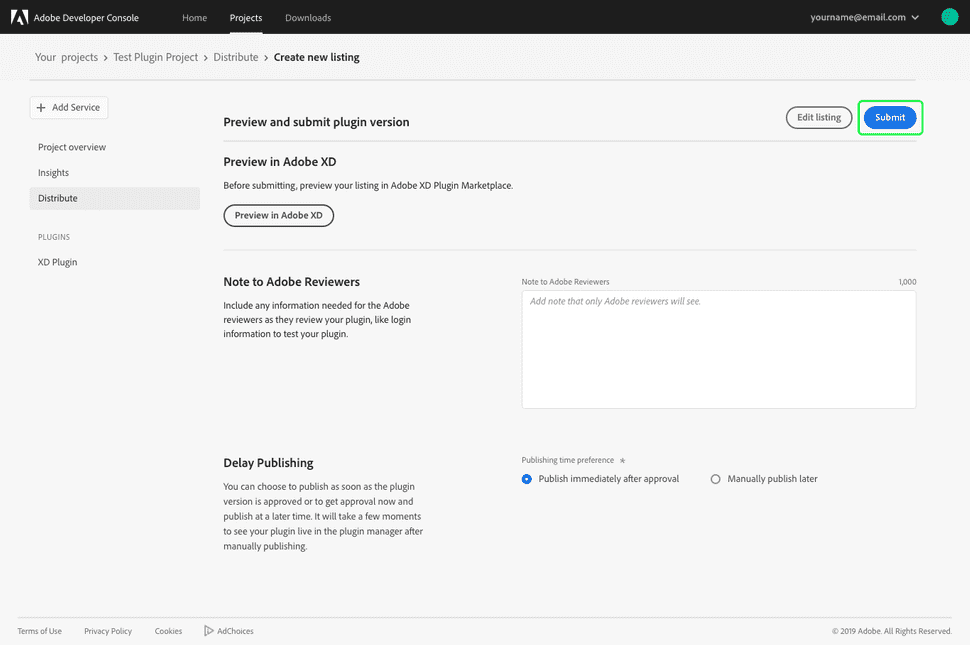 Adobe Developer Console
Home
Projects
Downloads
yourname@email.com
Your projects › Test Plugin Project › Distribute › Create new listing
+ Add Service
Project overview
Insights
Distribute
PLUGINS
XD Plugin
Preview and submit plugin version
Edit listing
Submit
Preview in Adobe XD
Before submitting, preview your listing in Adobe XD Plugin Marketplace.
Preview in Adobe XD
Note to Adobe Reviewers
Include any information needed for the Adobe
reviewers as they review your plugin, like login
information to test your plugin.
Note to Adobe Reviewers
1,000
Add note that only Adobe reviewers will see.
Delay Publishing
You can choose to publish as soon as the plugin
version is approved or to get approval now and
publish at a later time. It will take a few moments
to see your plugin live in the plugin manager after
manually publishing.
Publishing time preference *
Publish immediately after approval
Manually publish later
Terms of Use
Privacy Policy
Cookies
AdChoices
© 2019 Adobe. All Rights Reserved.